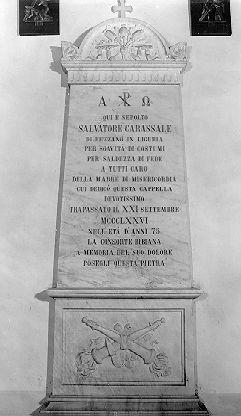 Α ☧ Ω
QUI E SEPOLTO
SALVATORE CARASSALE
DI FEZZANO IN LIGURIA
PER SOAVITÀ DI COSTUMI
PER SALDEZZA DI FEDE
A TUTTI CARO
DELLA MADRE DI MISERICORDIA
CUI DEDICÒ QUESTA CAPPELLA
DEVOTISSIMO
TRAPASSATO IL XXI SETTEMBRE
MCCCLXXVI
NELL'ETÀ D'ANNI 75
LA CONSORTE BIBIANA
A MEMORIA DEL SUO DOLORE
POSEGLI QUESTA PIETRA